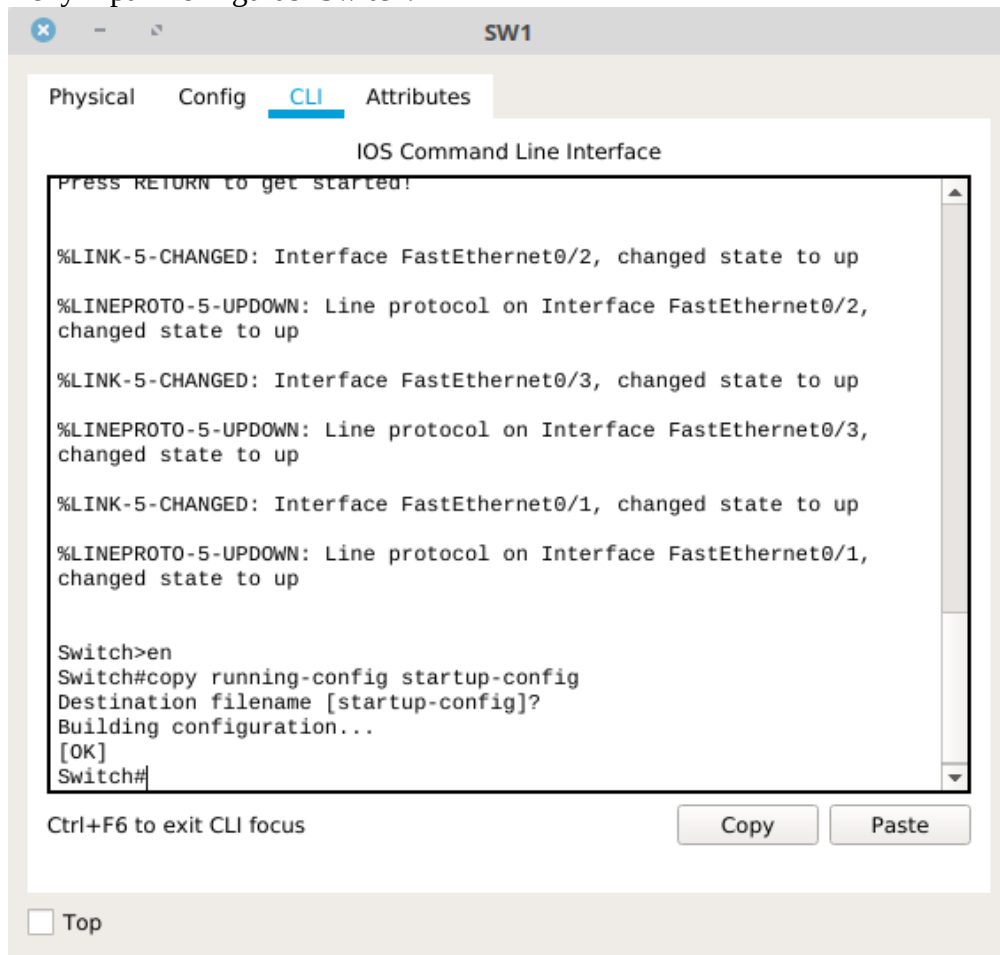 SW1
Physical Config CLI Attributes
IOS Command Line Interface
Press RETURN to get started!
%LINK-5-CHANGED: Interface FastEthernet0/2, changed state to up
%LINEPROTO-5-UPDOWN: Line protocol on Interface FastEthernet0/2,
changed state to up
%LINK-5-CHANGED: Interface FastEthernet0/3, changed state to up
%LINEPROTO-5-UPDOWN: Line protocol on Interface FastEthernet0/3,
changed state to up
%LINK-5-CHANGED: Interface FastEthernet0/1, changed state to up
%LINEPROTO-5-UPDOWN: Line protocol on Interface FastEthernet0/1,
changed state to up
Switch>en
Switch#copy running-config startup-config
Destination filename [startup-config]?
Building configuration...
[OK]
Switch#
Ctrl+F6 to exit CLI focus Copy Paste
Top